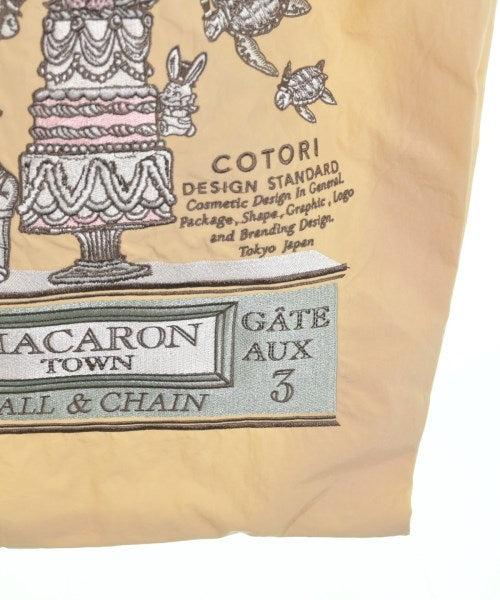 COTORI
DESIGN STANDARD
Cosmetic Design In General.
Package, Shape, Graphic, Logo
and Branding Design.
Tokyo Japan
MACARON
TOWN
ALL & CHAIN
GÂTE
AUX
3